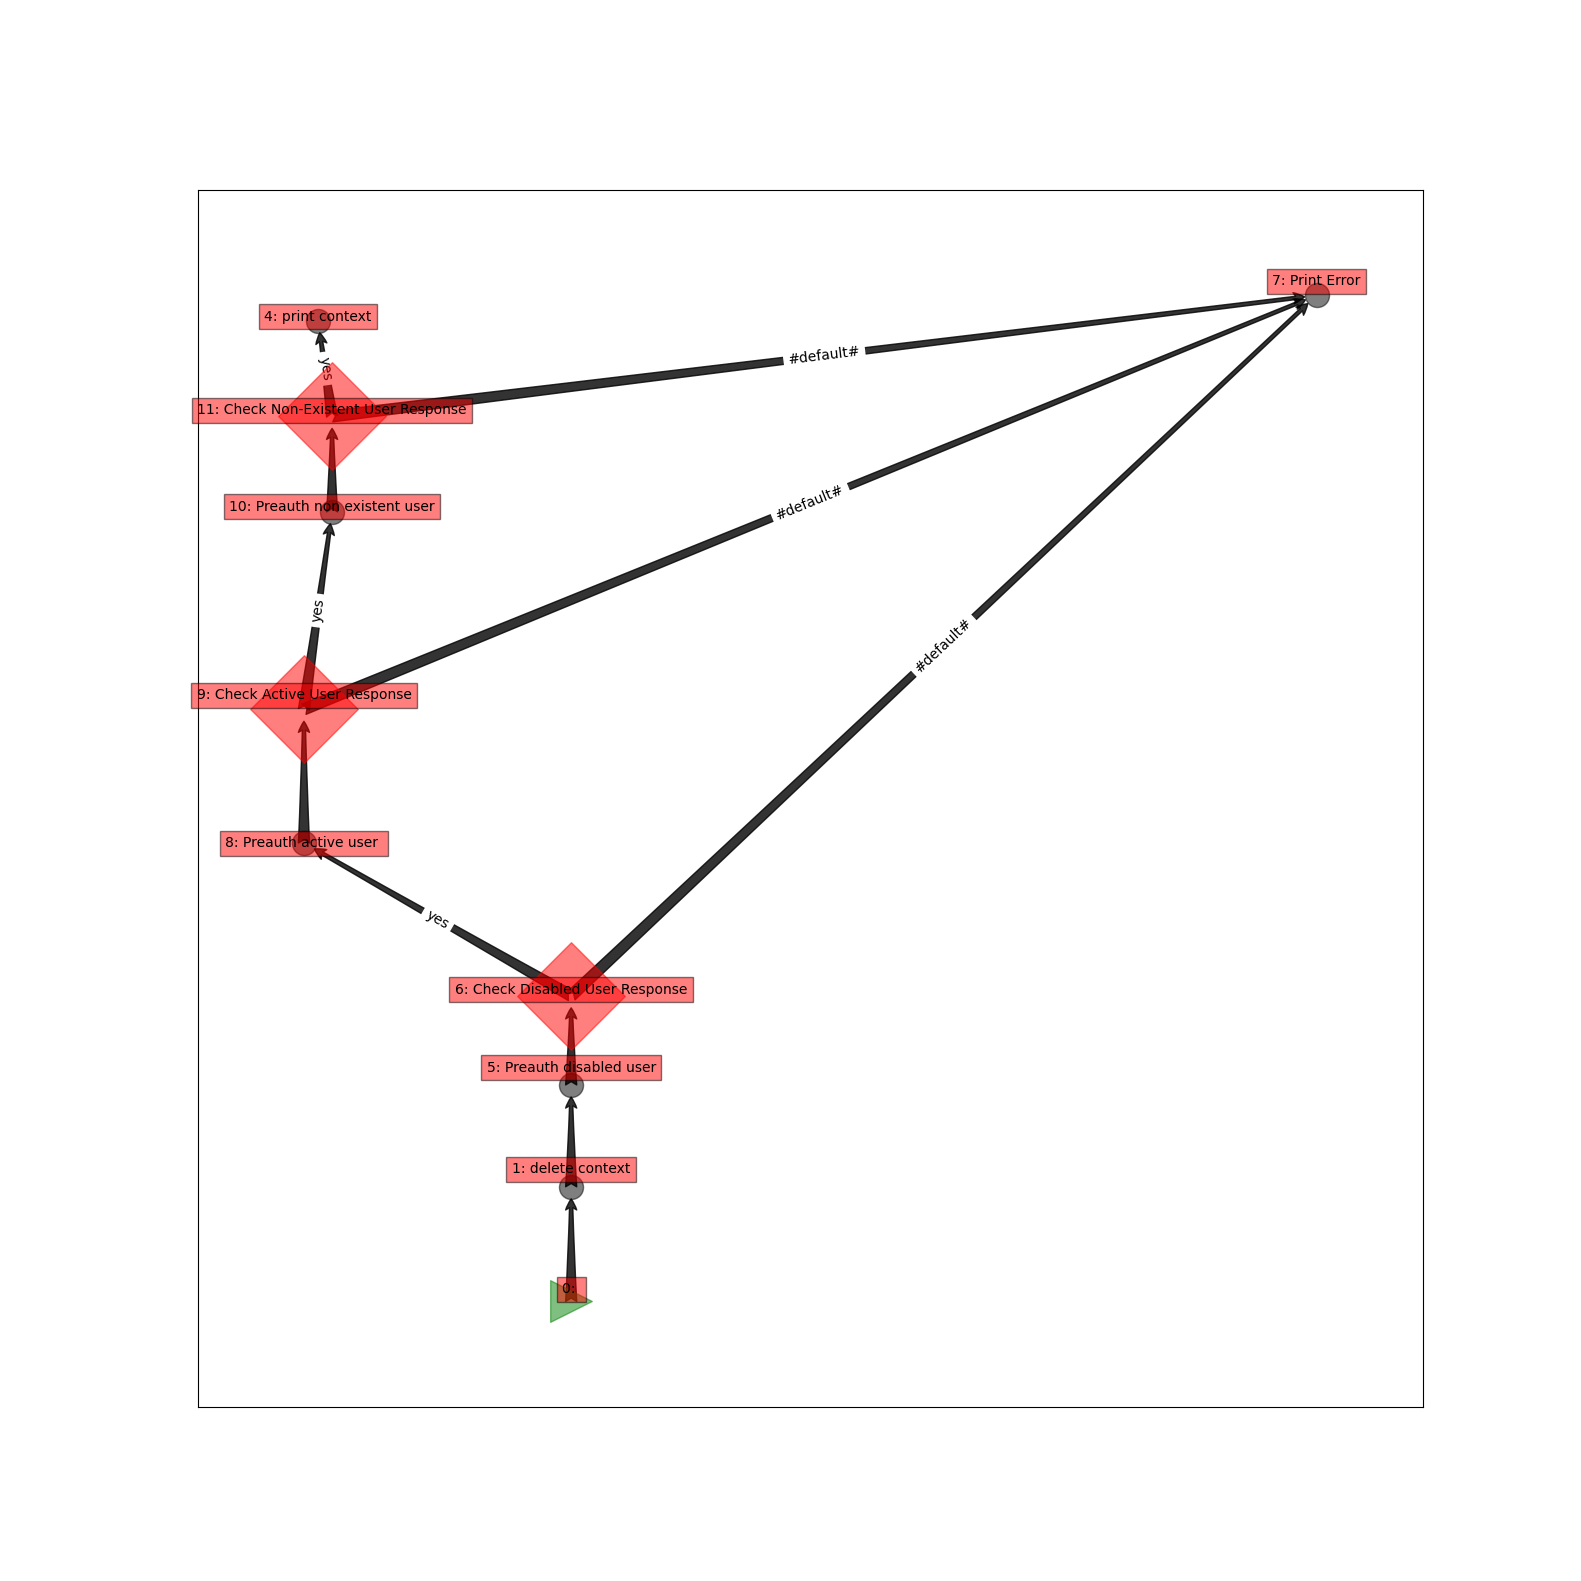 7: Print Error
4: print context
#default#
yes
11: Check Non-Existent User Response
10: Preauth non existent user
#default#
yes
#default#
9: Check Active User Response
8: Preauth active user
yes
6: Check Disabled User Response
5: Preauth disabled user
1: delete context
0: